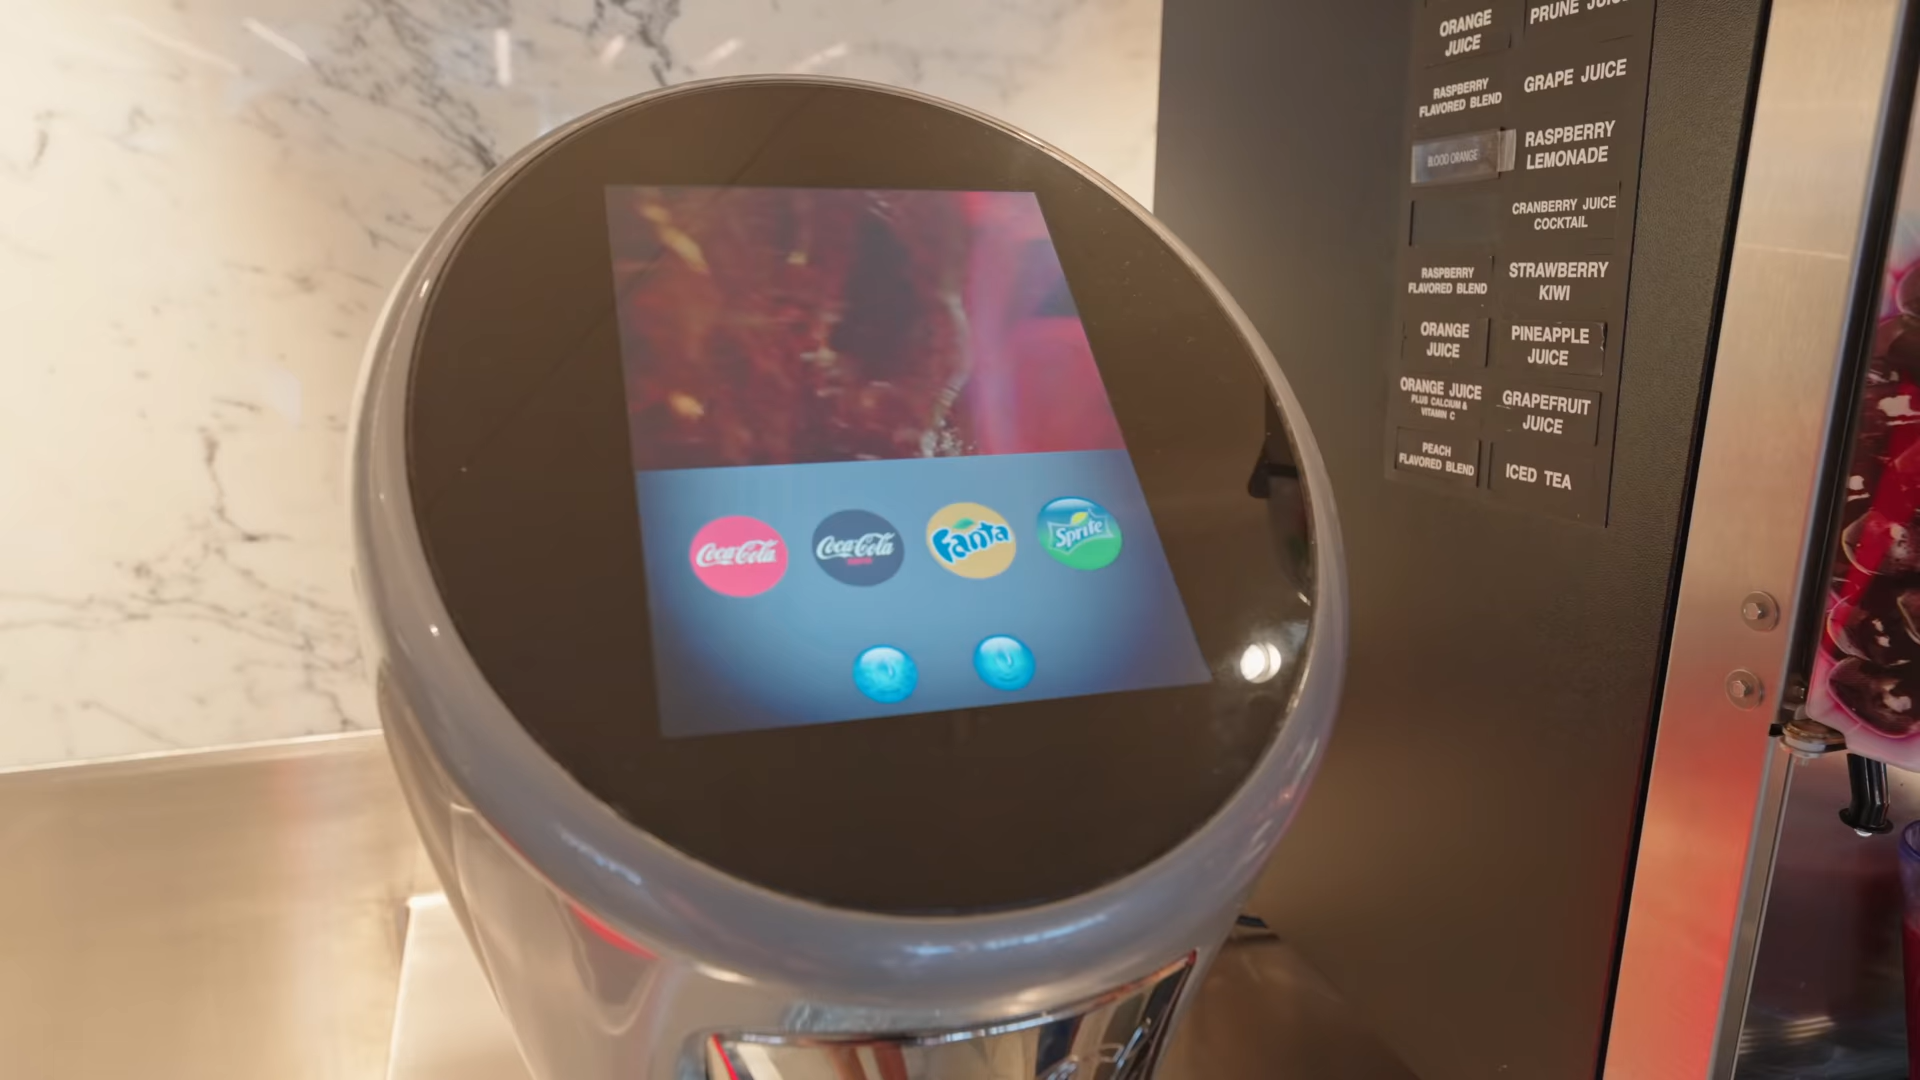 Coca-Cola
Coca-Cola
Fanta
Sprite
ORANGE
JUICE
PRUNE JUICE
RASPBERRY
FLAVORED BLEND
GRAPE JUICE
BLOOD ORANGE
RASPBERRY
LEMONADE
CRANBERRY JUICE
COCKTAIL
RASPBERRY
FLAVORED BLEND
STRAWBERRY
KIWI
ORANGE
JUICE
PINEAPPLE
JUICE
ORANGE JUICE
PLUS CALCIUM &
VITAMIN C
GRAPEFRUIT
JUICE
PEACH
FLAVORED BLEND
ICED TEA